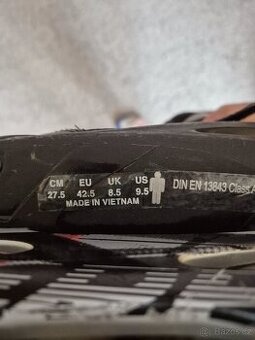 CM EU UK US
27.5 42.5 8.5 9.5
MADE IN VIETNAM
DIN EN 13843 Class A